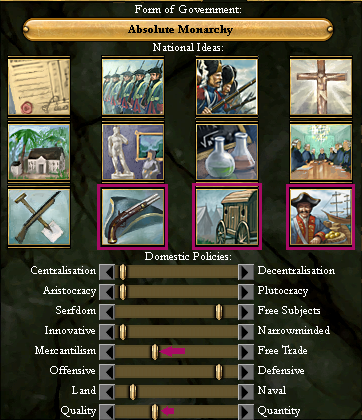 Form of Government:
Absolute Monarchy
National Ideas:
Domestic Policies:
Centralisation Decentralisation
Aristocracy Plutocracy
Serfdom Free Subjects
Innovative Narrowminded
Mercantilism Free Trade
Offensive Defensive
Land Naval
Quality Quantity